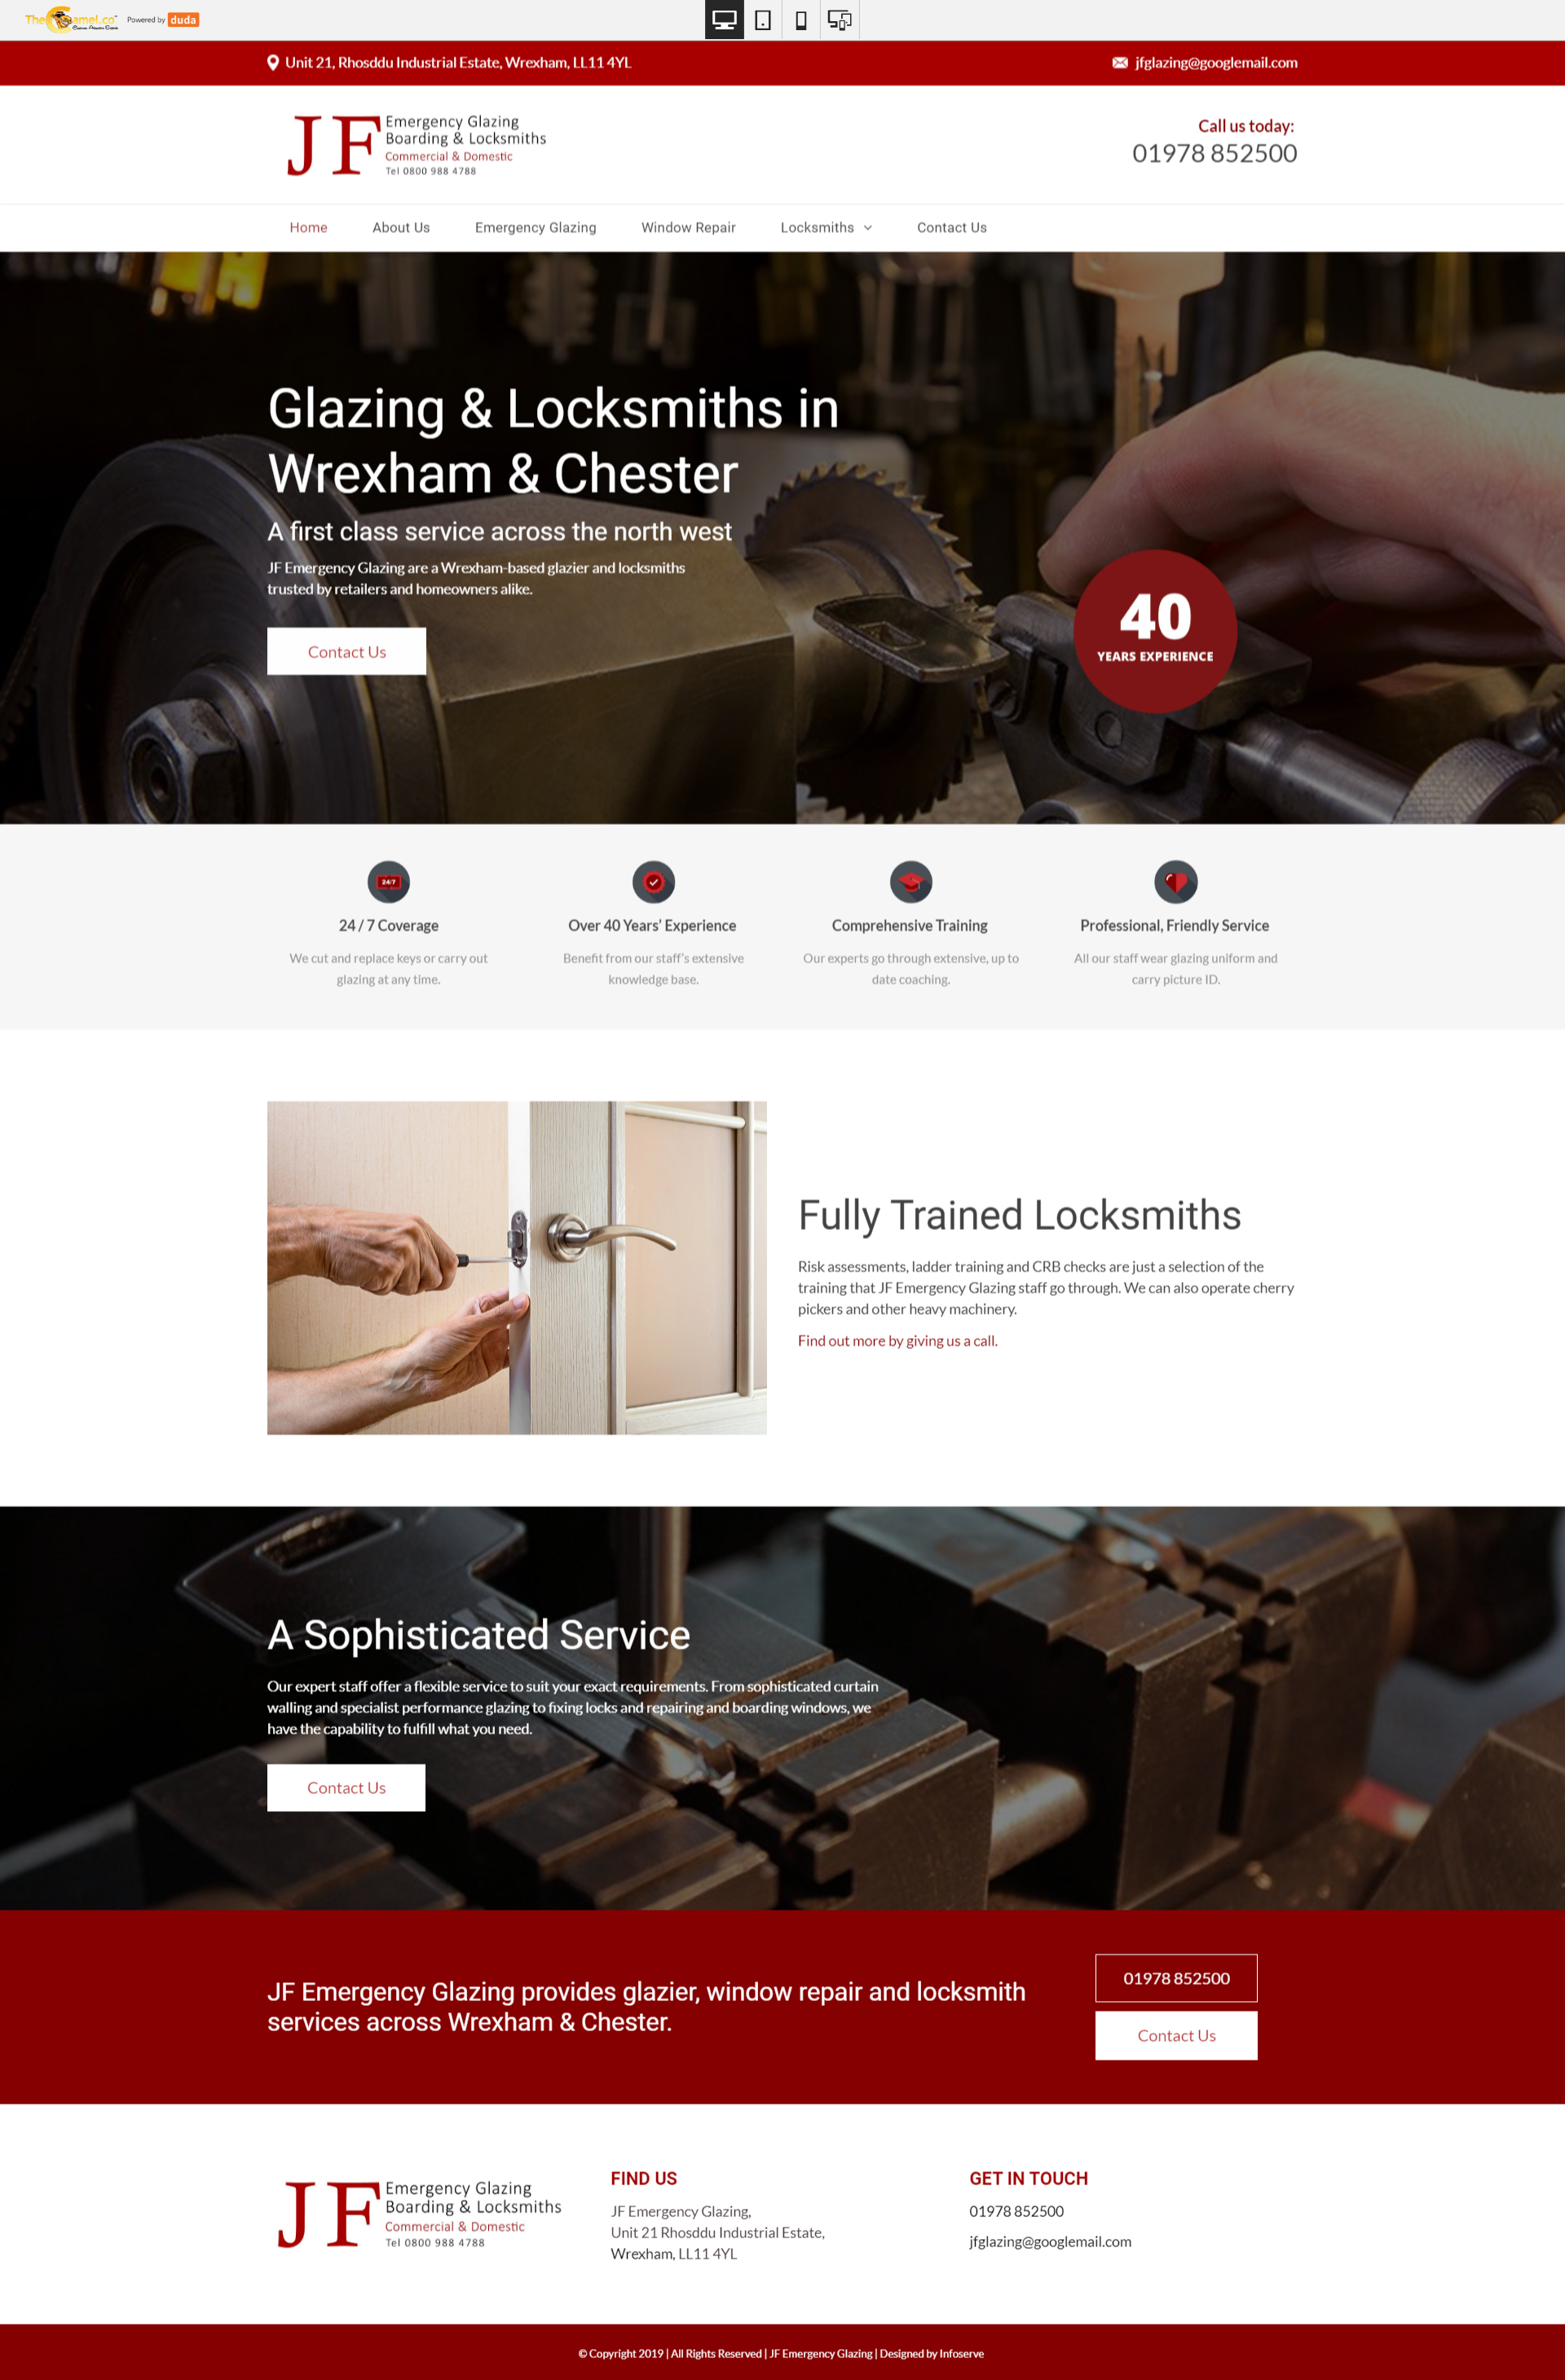 TheCamel.co
Powered by duda
Unit 21, Rhosddu Industrial Estate, Wrexham, LL11 4YL
jfglazing@googlemail.com
JF
Emergency Glazing
Boarding & Locksmiths
Commercial & Domestic
Tel 0800 988 4788
Call us today:
01978 852500
Home About Us Emergency Glazing Window Repair Locksmiths Contact Us
Glazing & Locksmiths in
Wrexham & Chester
A first class service across the north west
JF Emergency Glazing are a Wrexham-based glazier and locksmiths
trusted by retailers and homeowners alike.
Contact Us
40
YEARS EXPERIENCE
24/7
24 / 7 Coverage
We cut and replace keys or carry out
glazing at any time.
Over 40 Years’ Experience
Benefit from our staff’s extensive
knowledge base.
Comprehensive Training
Our experts go through extensive, up to
date coaching.
Professional, Friendly Service
All our staff wear glazing uniform and
carry picture ID.
Fully Trained Locksmiths
Risk assessments, ladder training and CRB checks are just a selection of the
training that JF Emergency Glazing staff go through. We can also operate cherry
pickers and other heavy machinery.
Find out more by giving us a call.
A Sophisticated Service
Our expert staff offer a flexible service to suit your exact requirements. From sophisticated curtain
walling and specialist performance glazing to fixing locks and repairing and boarding windows, we
have the capability to fulfill what you need.
Contact Us
JF Emergency Glazing provides glazier, window repair and locksmith
services across Wrexham & Chester.
01978 852500
Contact Us
JF
Emergency Glazing
Boarding & Locksmiths
Commercial & Domestic
Tel 0800 988 4788
FIND US
JF Emergency Glazing,
Unit 21 Rhosddu Industrial Estate,
Wrexham, LL11 4YL
GET IN TOUCH
01978 852500
jfglazing@googlemail.com
© Copyright 2019 | All Rights Reserved | JF Emergency Glazing | Designed by Infoserve